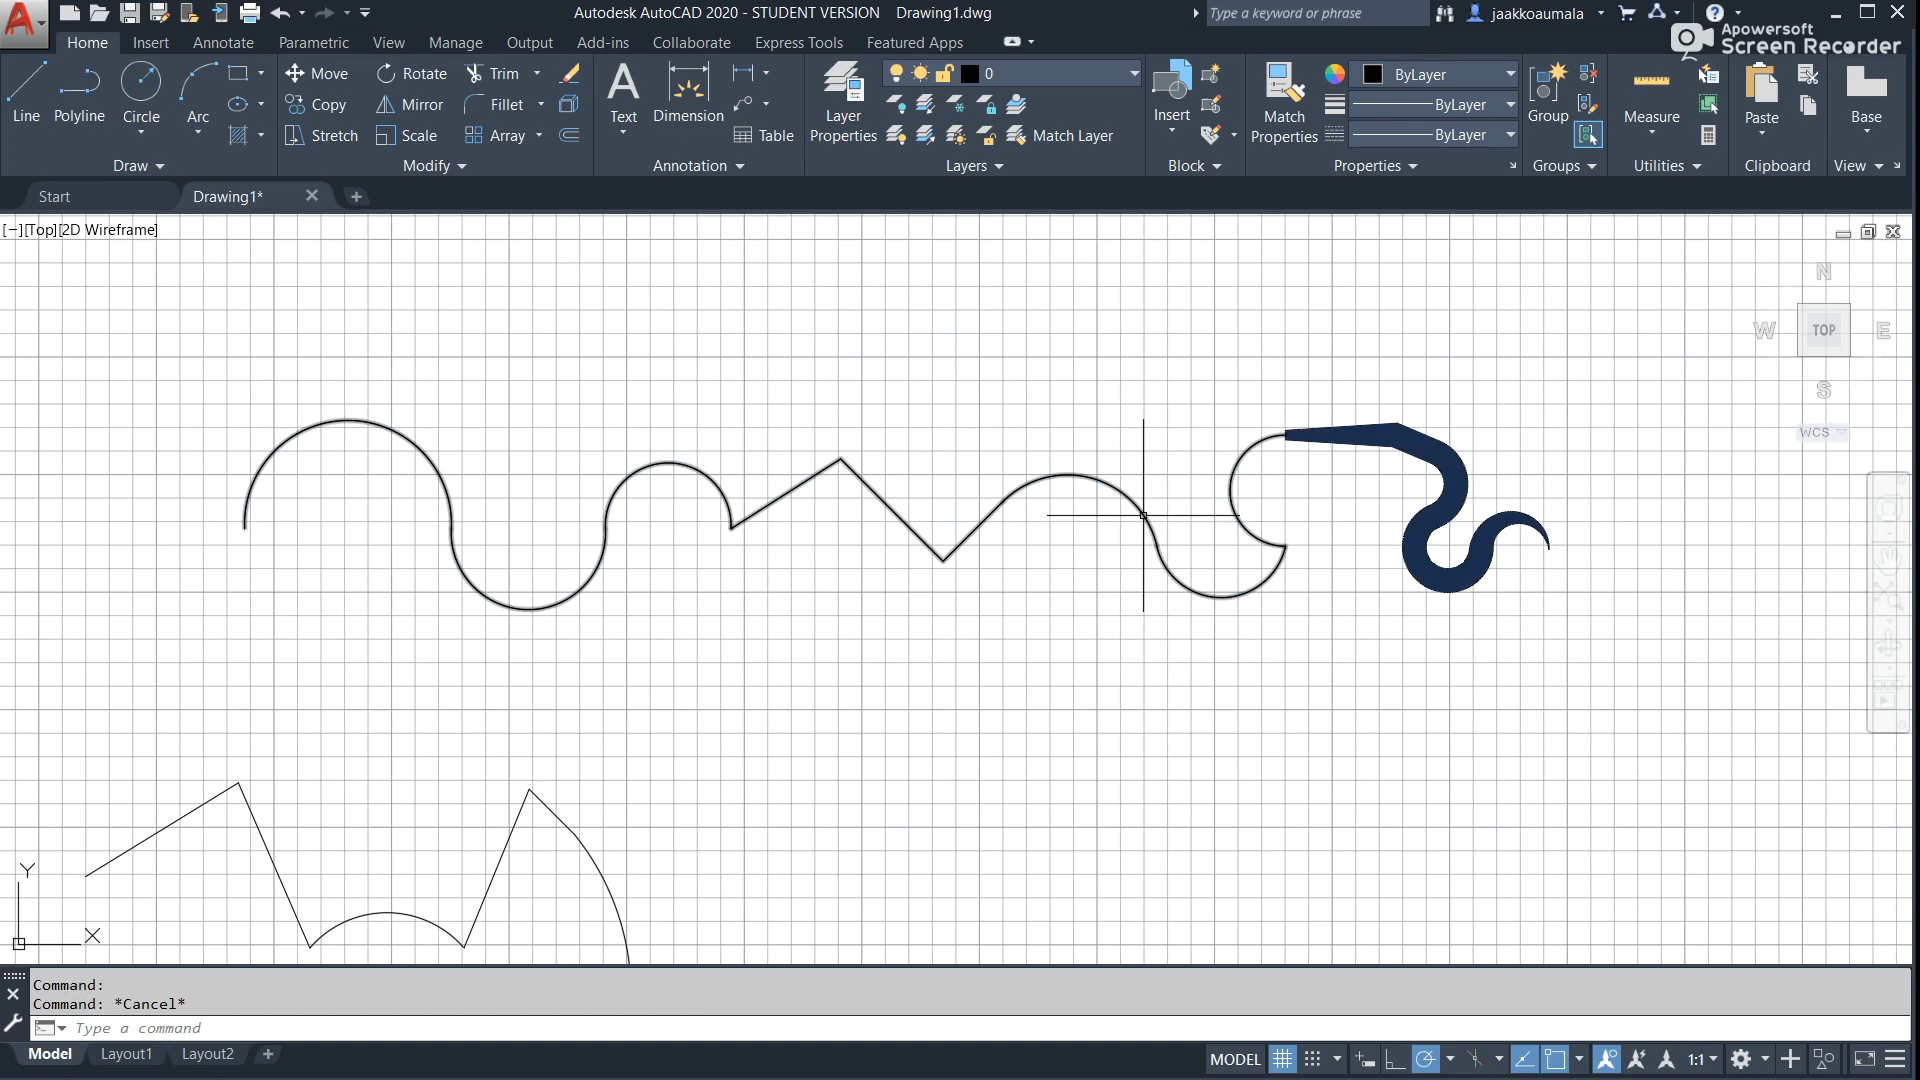 Autodesk AutoCAD 2020 - STUDENT VERSION Drawing1.dwg
Type a keyword or phrase
jaakkoaumala
Apowersoft
Screen Recorder
Home Insert Annotate Parametric View Manage Output Add-ins Collaborate Express Tools Featured Apps
Line Polyline Circle Arc
Draw
Move Rotate Trim
Copy Mirror Fillet
Stretch Scale Array
Modify
Text Dimension Table
Annotation
Layer
Properties
0
Match Layer
Layers
Insert
Block
Match
Properties
ByLayer
ByLayer
ByLayer
Properties
Group
Groups
Measure
Utilities
Paste
Clipboard
Base
View
Start Drawing1*
[−][Top][2D Wireframe]
N
W TOP E
S
WCS
Y
X
Command:
Command: *Cancel*
Type a command
Model Layout1 Layout2
MODEL
1:1